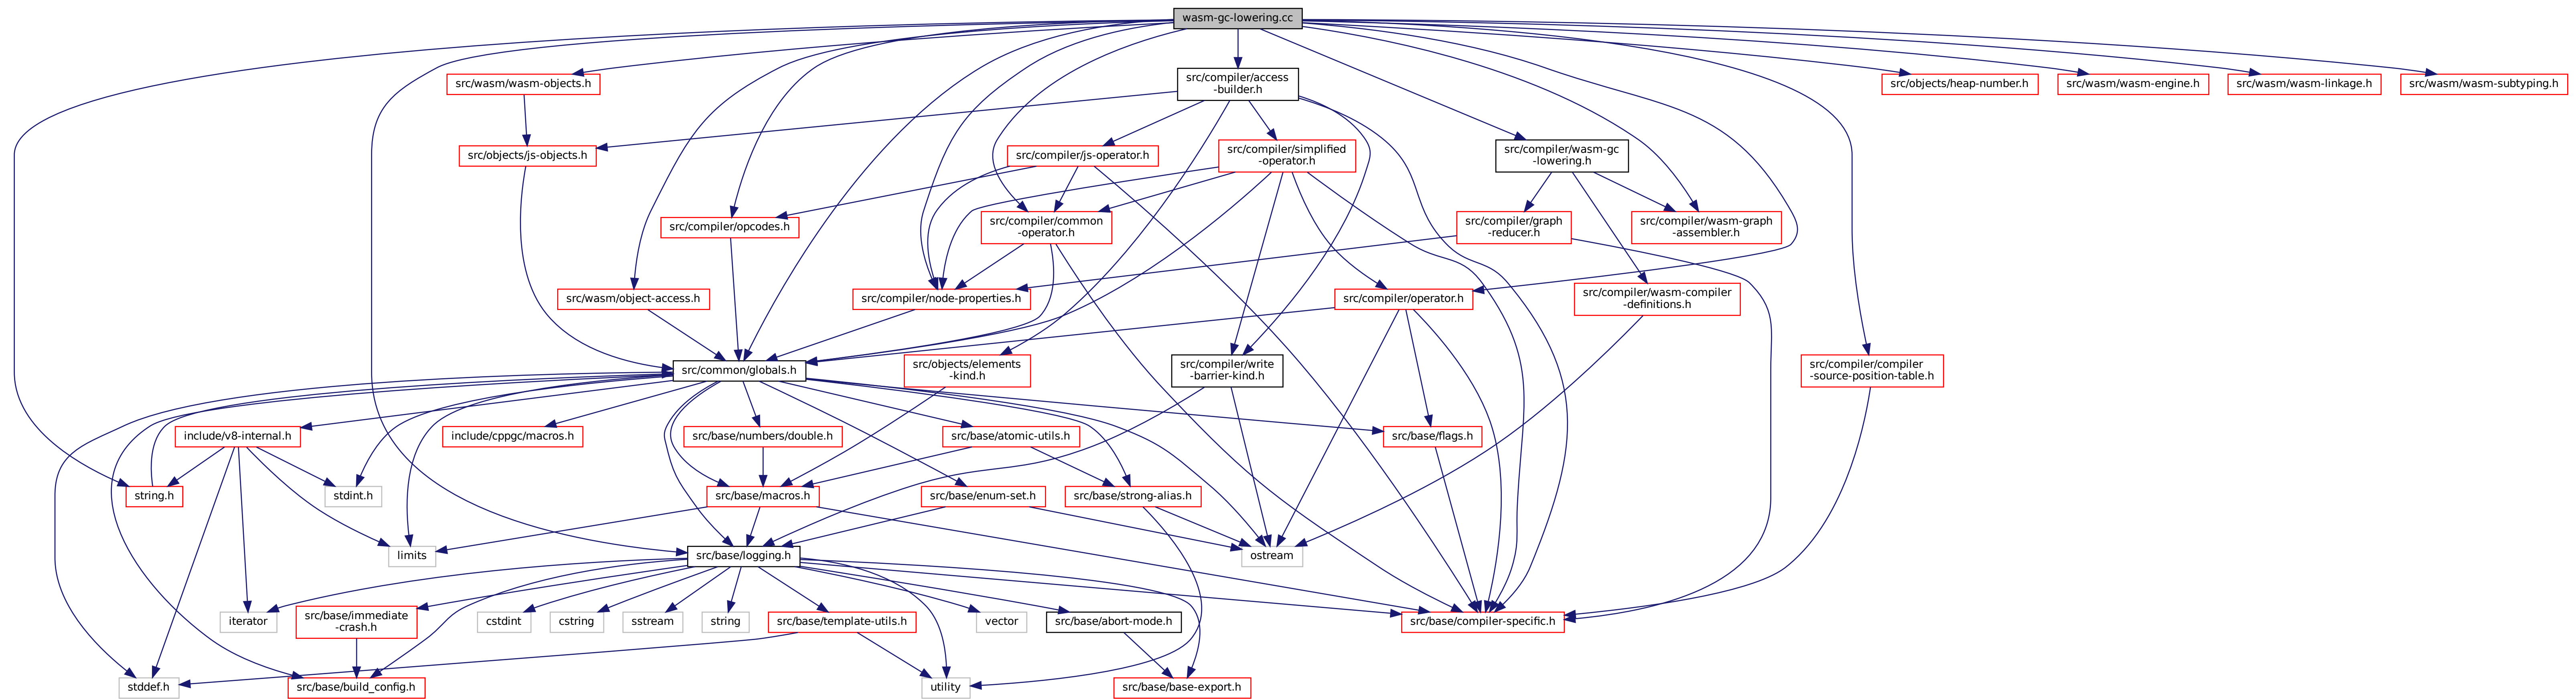 wasm-gc-lowering.cc
src/wasm/wasm-objects.h
src/compiler/access
-builder.h
src/objects/heap-number.h
src/wasm/wasm-engine.h
src/wasm/wasm-linkage.h
src/wasm/wasm-subtyping.h
src/objects/js-objects.h
src/compiler/js-operator.h
src/compiler/simplified
-operator.h
src/compiler/wasm-gc
-lowering.h
src/compiler/opcodes.h
src/compiler/common
-operator.h
src/compiler/graph
-reducer.h
src/compiler/wasm-graph
-assembler.h
src/wasm/object-access.h
src/compiler/node-properties.h
src/compiler/operator.h
src/compiler/wasm-compiler
-definitions.h
src/common/globals.h
src/objects/elements
-kind.h
src/compiler/write
-barrier-kind.h
src/compiler/compiler
-source-position-table.h
include/v8-internal.h
include/cppgc/macros.h
src/base/numbers/double.h
src/base/atomic-utils.h
src/base/flags.h
string.h
stdint.h
src/base/macros.h
src/base/enum-set.h
src/base/strong-alias.h
limits
src/base/logging.h
ostream
iterator
src/base/immediate
-crash.h
cstdint
cstring
sstream
string
src/base/template-utils.h
vector
src/base/abort-mode.h
src/base/compiler-specific.h
stddef.h
src/base/build_config.h
utility
src/base/base-export.h